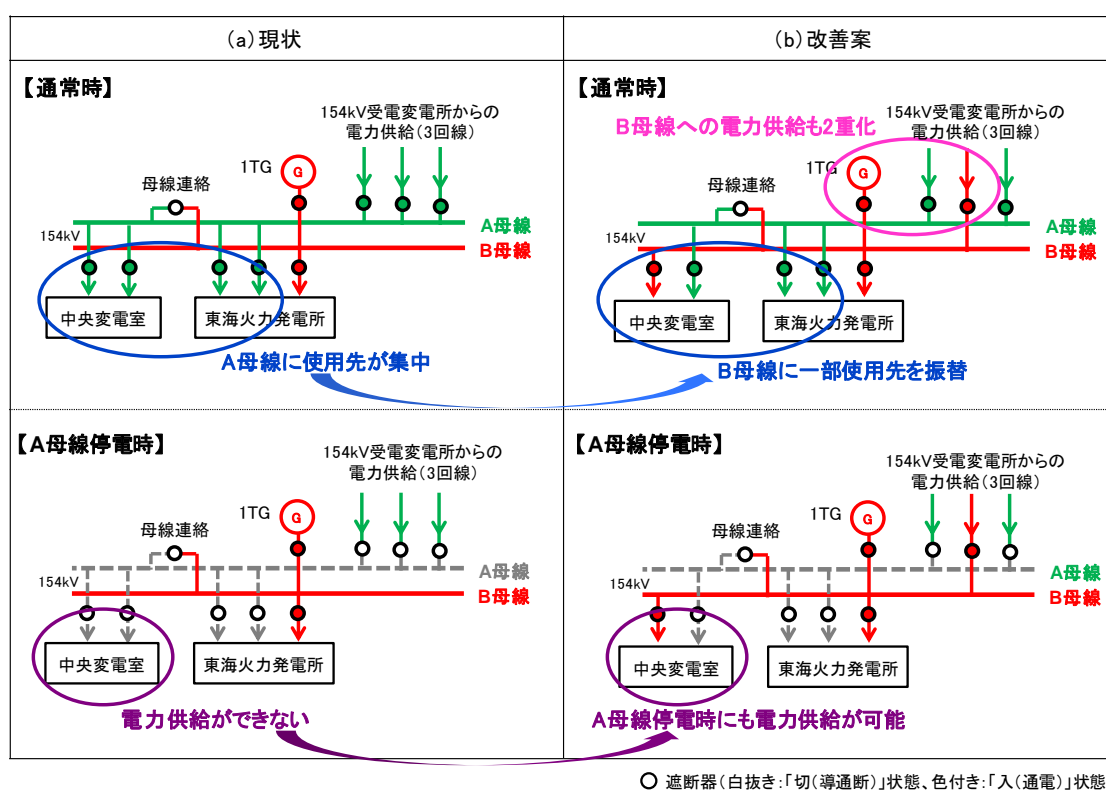 (a)現状
(b)改善案
【通常時】
154kV受電変電所からの
電力供給(3回線)
1TG
G
母線連絡
A母線
154kV
B母線
中央変電室
東海火力発電所
A母線に使用先が集中
【通常時】
154kV受電変電所からの
電力供給(3回線)
B母線への電力供給も2重化
1TG
G
母線連絡
A母線
154kV
B母線
中央変電室
東海火力発電所
B母線に一部使用先を振替
【A母線停電時】
154kV受電変電所からの
電力供給(3回線)
1TG
G
母線連絡
A母線
154kV
B母線
中央変電室
東海火力発電所
電力供給ができない
【A母線停電時】
154kV受電変電所からの
電力供給(3回線)
1TG
G
母線連絡
A母線
154kV
B母線
中央変電室
東海火力発電所
A母線停電時にも電力供給が可能
遮断器(白抜き:「切(導通断)」状態、色付き:「入(通電)」状態